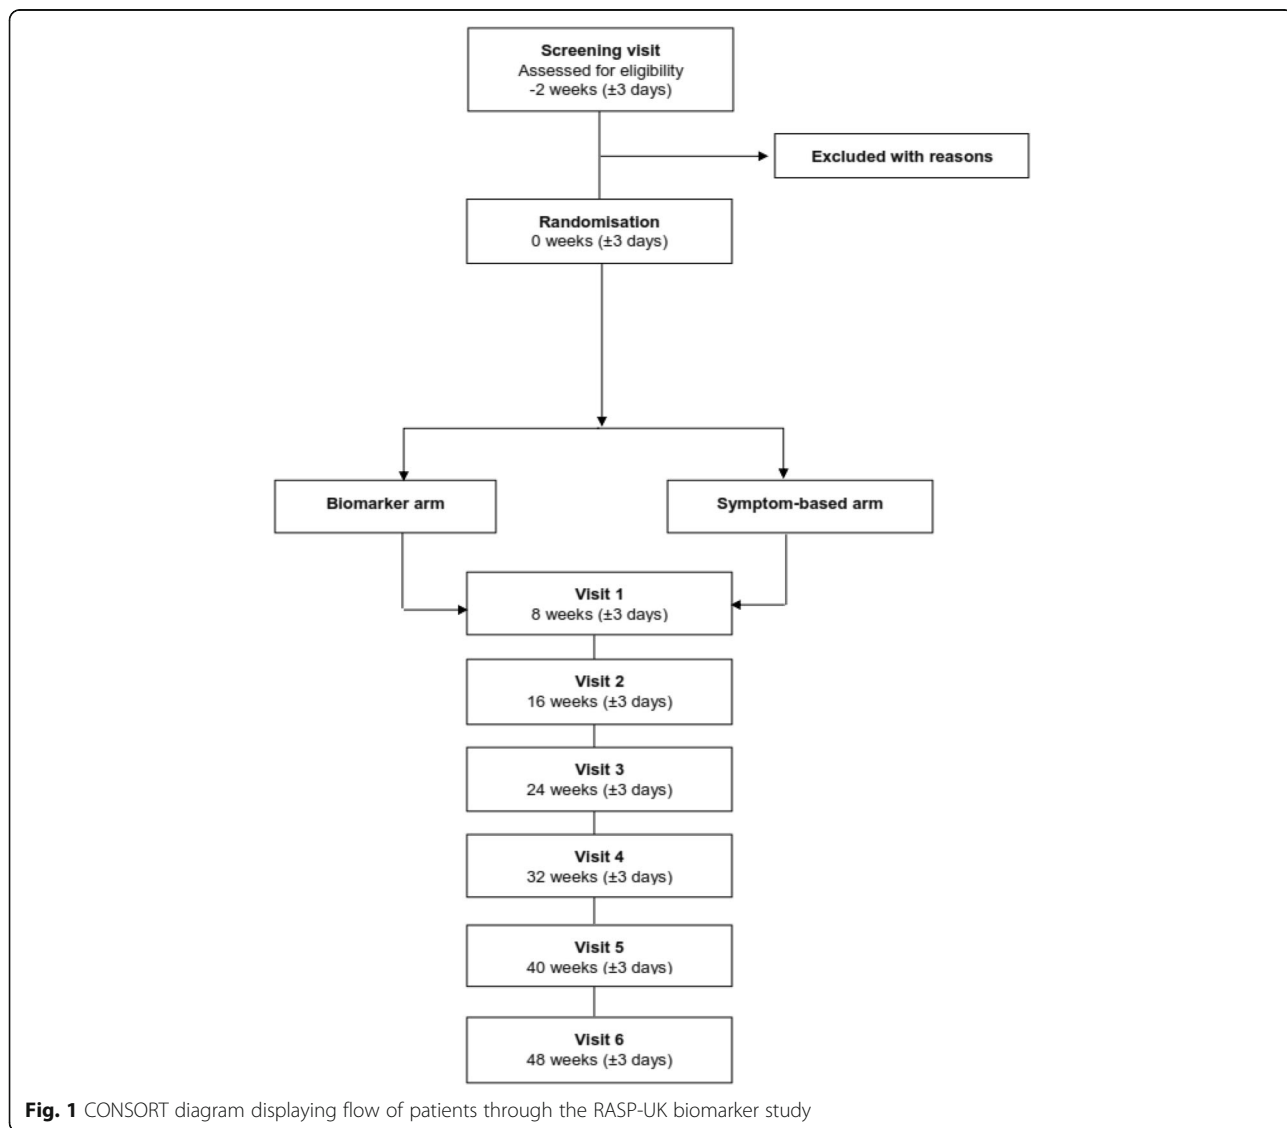 Screening visit
Assessed for eligibility
-2 weeks (±3 days)
Excluded with reasons
Randomisation
0 weeks (±3 days)
Biomarker arm
Symptom-based arm
Visit 1
8 weeks (±3 days)
Visit 2
16 weeks (±3 days)
Visit 3
24 weeks (±3 days)
Visit 4
32 weeks (±3 days)
Visit 5
40 weeks (±3 days)
Visit 6
48 weeks (±3 days)
Fig. 1 CONSORT diagram displaying flow of patients through the RASP-UK biomarker study